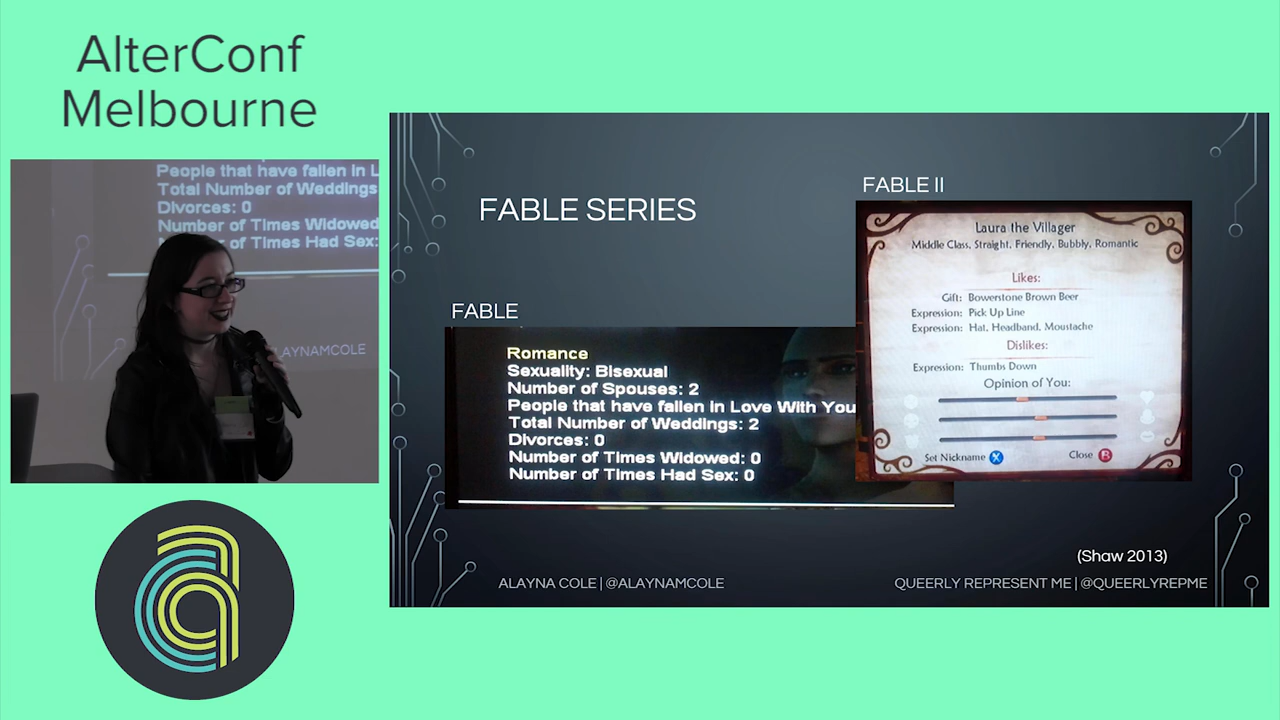 AlterConf
Melbourne
People that have fallen in L
Total Number of Weddings
Divorces: 0
Number of Times Widowed
of Times Had Sex:
ALAYNAMCOLE
FABLE SERIES
FABLE
Romance
Sexuality: Bisexual
Number of Spouses: 2
People that have fallen in Love With You
Total Number of Weddings: 2
Divorces: 0
Number of Times Widowed: 0
Number of Times Had Sex: 0
FABLE II
Laura the Villager
Middle Class, Straight, Friendly, Bubbly, Romantic
Likes:
Gift: Bowerstone Brown Beer
Expression: Pick Up Line
Expression: Hat, Headband, Moustache
Dislikes:
Expression: Thumbs Down
Opinion of You:
Set Nickname X
Close B
(Shaw 2013)
ALAYNA COLE | @ALAYNAMCOLE
QUEERLY REPRESENT ME | @QUEERLYREPME